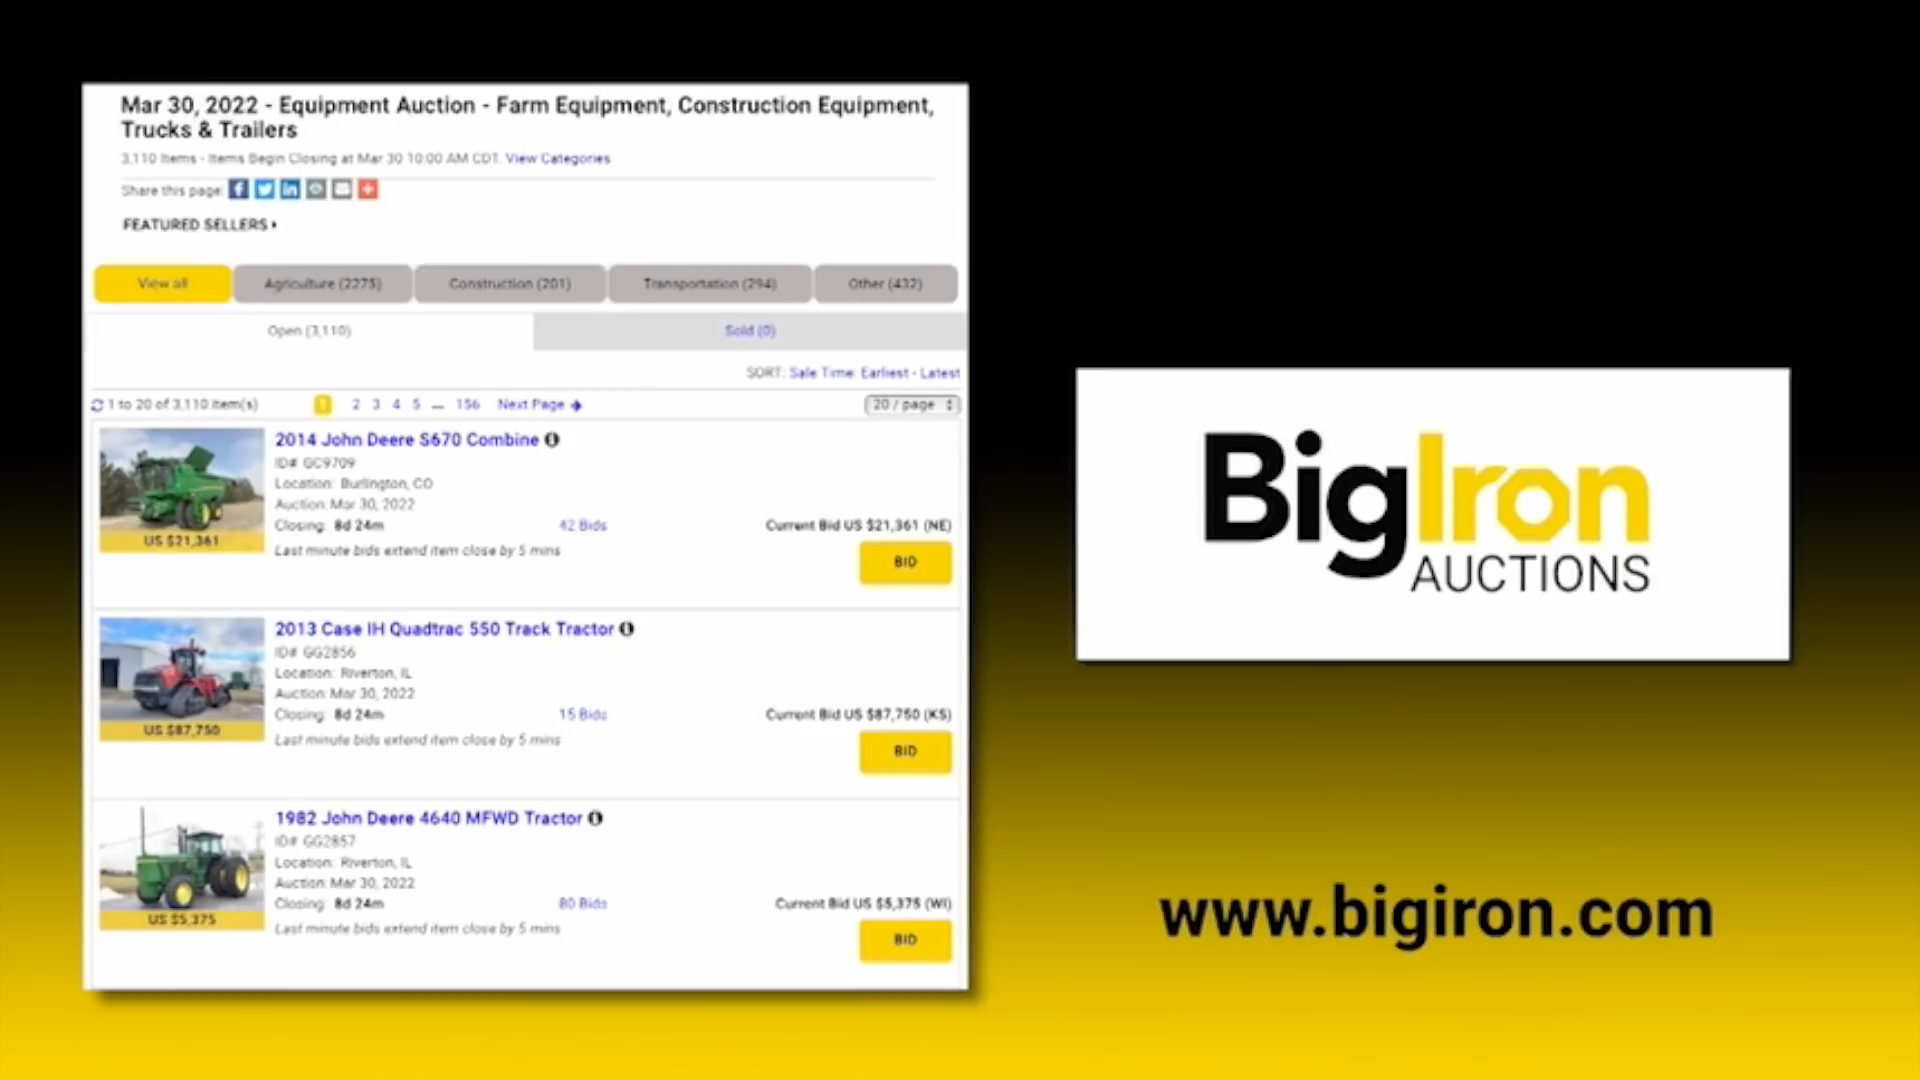 Mar 30, 2022 - Equipment Auction - Farm Equipment, Construction Equipment,
Trucks & Trailers
3,110 Items - Items Begin Closing at Mar 30 10:00 AM CDT. View Categories
Share this page:
FEATURED SELLERS
View all
Agriculture (2275)
Construction (201)
Transportation (294)
Other (432)
Open (3,110)
Sold (0)
SORT: Sale Time: Earliest - Latest
1 to 20 of 3,110 item(s)
1 2 3 4 5 ... 156 Next Page
20 / page
2014 John Deere S670 Combine
ID# GC9709
Location: Burlington, CO
Auction: Mar 30, 2022
Closing: 8d 24m
42 Bids
Current Bid US $21,361 (NE)
US $21,361
Last minute bids extend item close by 5 mins
BID
2013 Case IH Quadtrac 550 Track Tractor
ID# GG2856
Location: Riverton, IL
Auction: Mar 30, 2022
Closing: 8d 24m
15 Bids
Current Bid US $87,750 (KS)
US $87,750
Last minute bids extend item close by 5 mins
BID
1982 John Deere 4640 MFWD Tractor
ID# GG2857
Location: Riverton, IL
Auction: Mar 30, 2022
Closing: 8d 24m
80 Bids
Current Bid US $5,375 (WI)
US $5,375
Last minute bids extend item close by 5 mins
BID
BigIron
AUCTIONS
www.bigiron.com